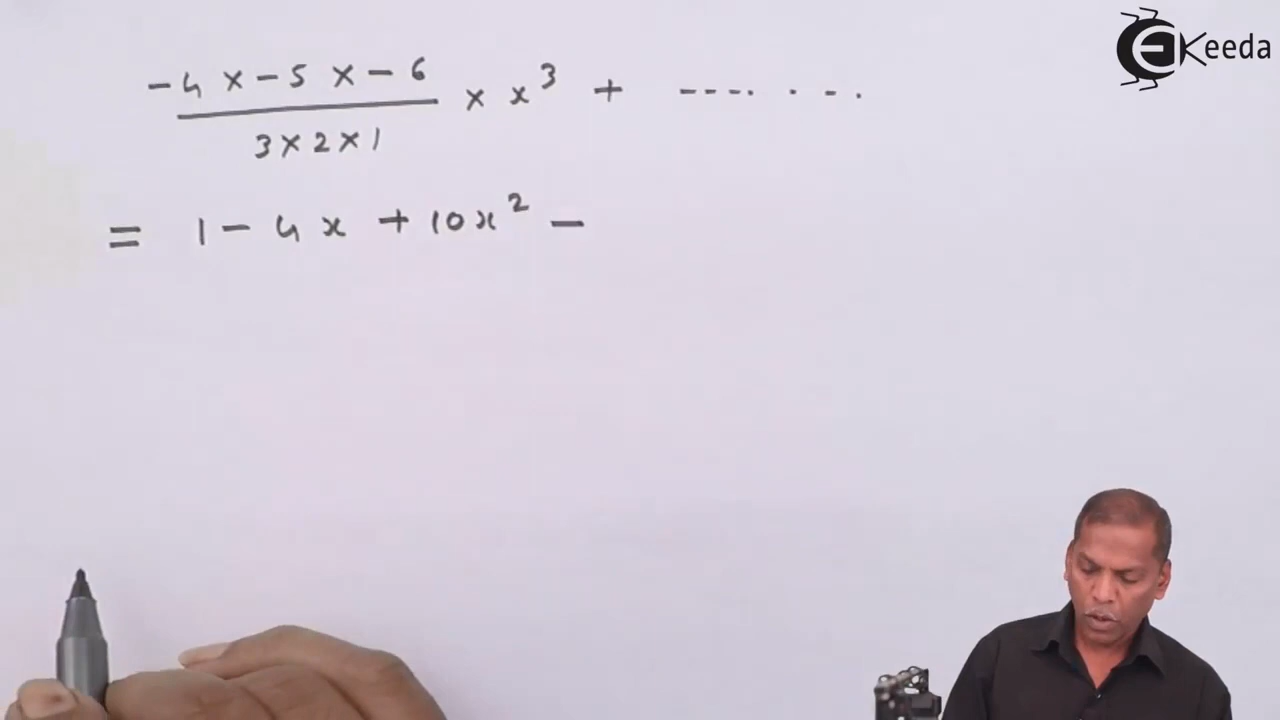 EKeeda
-4 x -5 x -6
3 x 2 x 1
x x³ + ---- . - .
= 1 - 4x + 10x² -